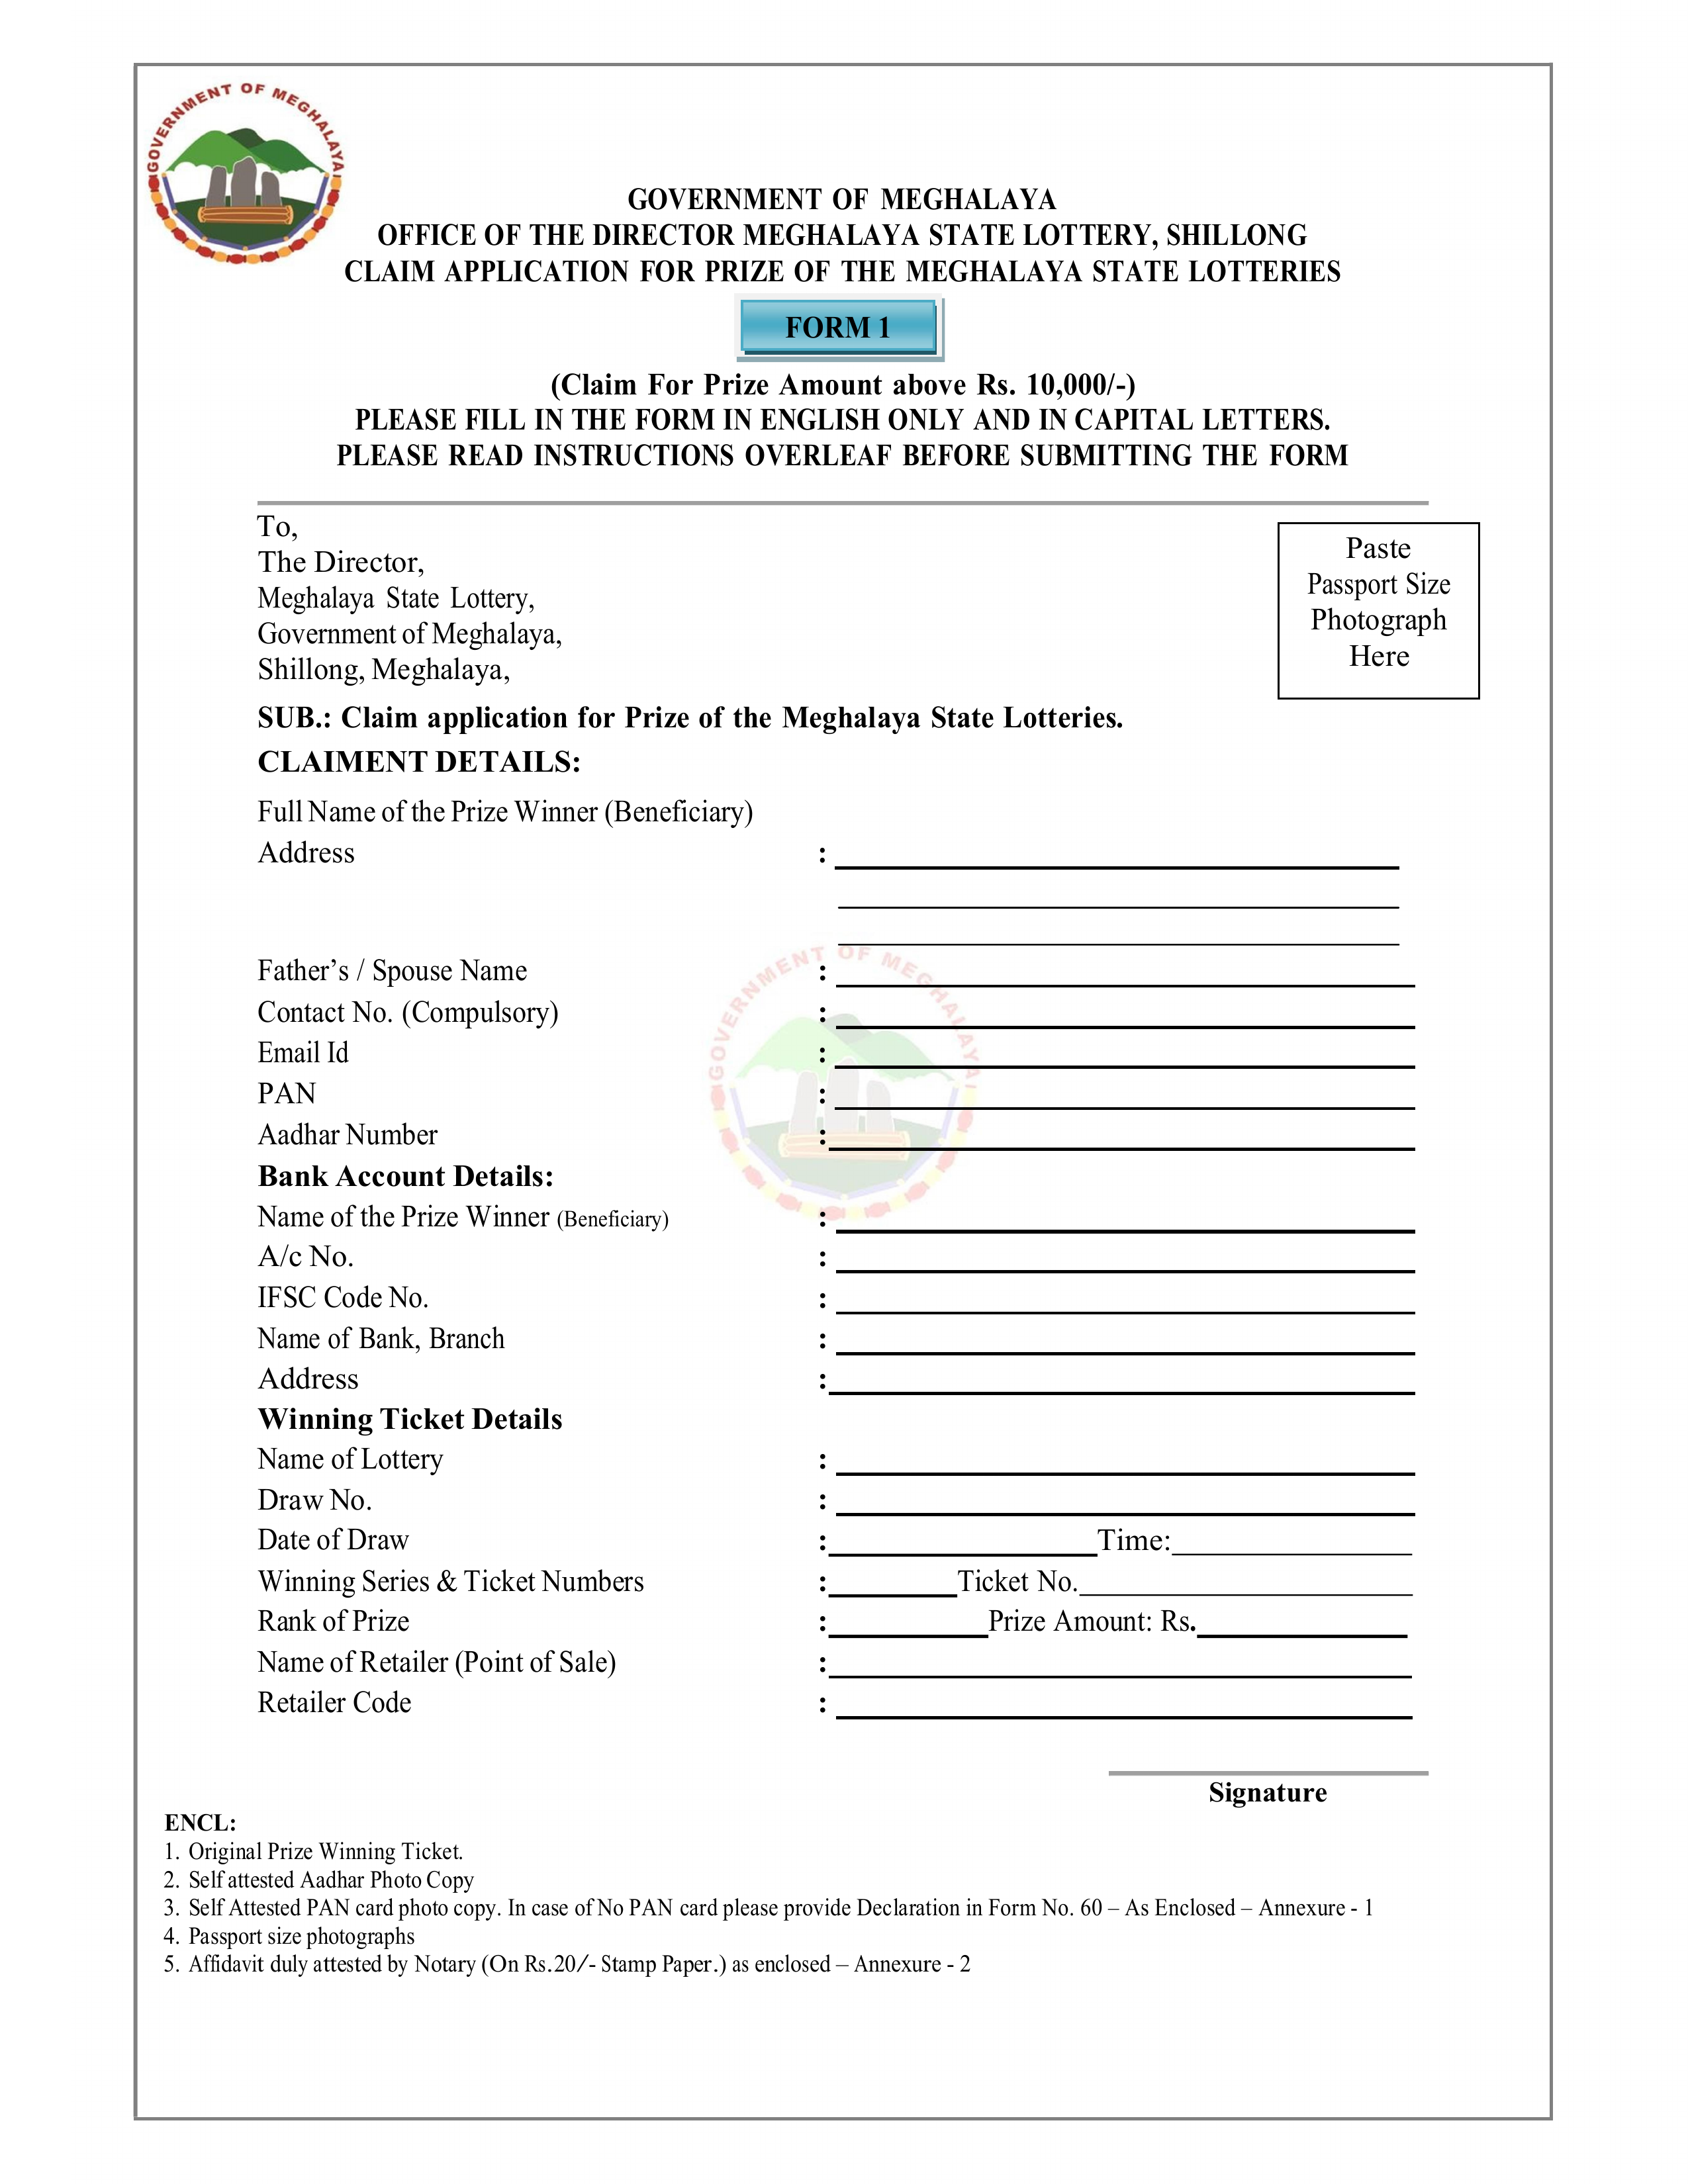 GOVERNMENT OF MEGHALAYA
GOVERNMENT OF MEGHALAYA
OFFICE OF THE DIRECTOR MEGHALAYA STATE LOTTERY, SHILLONG
CLAIM APPLICATION FOR PRIZE OF THE MEGHALAYA STATE LOTTERIES
FORM 1
(Claim For Prize Amount above Rs. 10,000/-)
PLEASE FILL IN THE FORM IN ENGLISH ONLY AND IN CAPITAL LETTERS.
PLEASE READ INSTRUCTIONS OVERLEAF BEFORE SUBMITTING THE FORM
To,
The Director,
Meghalaya State Lottery,
Government of Meghalaya,
Shillong, Meghalaya,
Paste
Passport Size
Photograph
Here
SUB.: Claim application for Prize of the Meghalaya State Lotteries.
CLAIMENT DETAILS:
Full Name of the Prize Winner (Beneficiary)
Address :
Father’s / Spouse Name :
Contact No. (Compulsory) :
Email Id :
PAN :
Aadhar Number :
GOVERNMENT OF MEGHALAYA
Bank Account Details:
Name of the Prize Winner (Beneficiary) :
A/c No. :
IFSC Code No. :
Name of Bank, Branch :
Address :
Winning Ticket Details
Name of Lottery :
Draw No. :
Date of Draw : Time:
Winning Series & Ticket Numbers : Ticket No.
Rank of Prize : Prize Amount: Rs.
Name of Retailer (Point of Sale) :
Retailer Code :
Signature
ENCL:
1. Original Prize Winning Ticket.
2. Self attested Aadhar Photo Copy
3. Self Attested PAN card photo copy. In case of No PAN card please provide Declaration in Form No. 60 – As Enclosed – Annexure - 1
4. Passport size photographs
5. Affidavit duly attested by Notary (On Rs.20/- Stamp Paper.) as enclosed – Annexure - 2